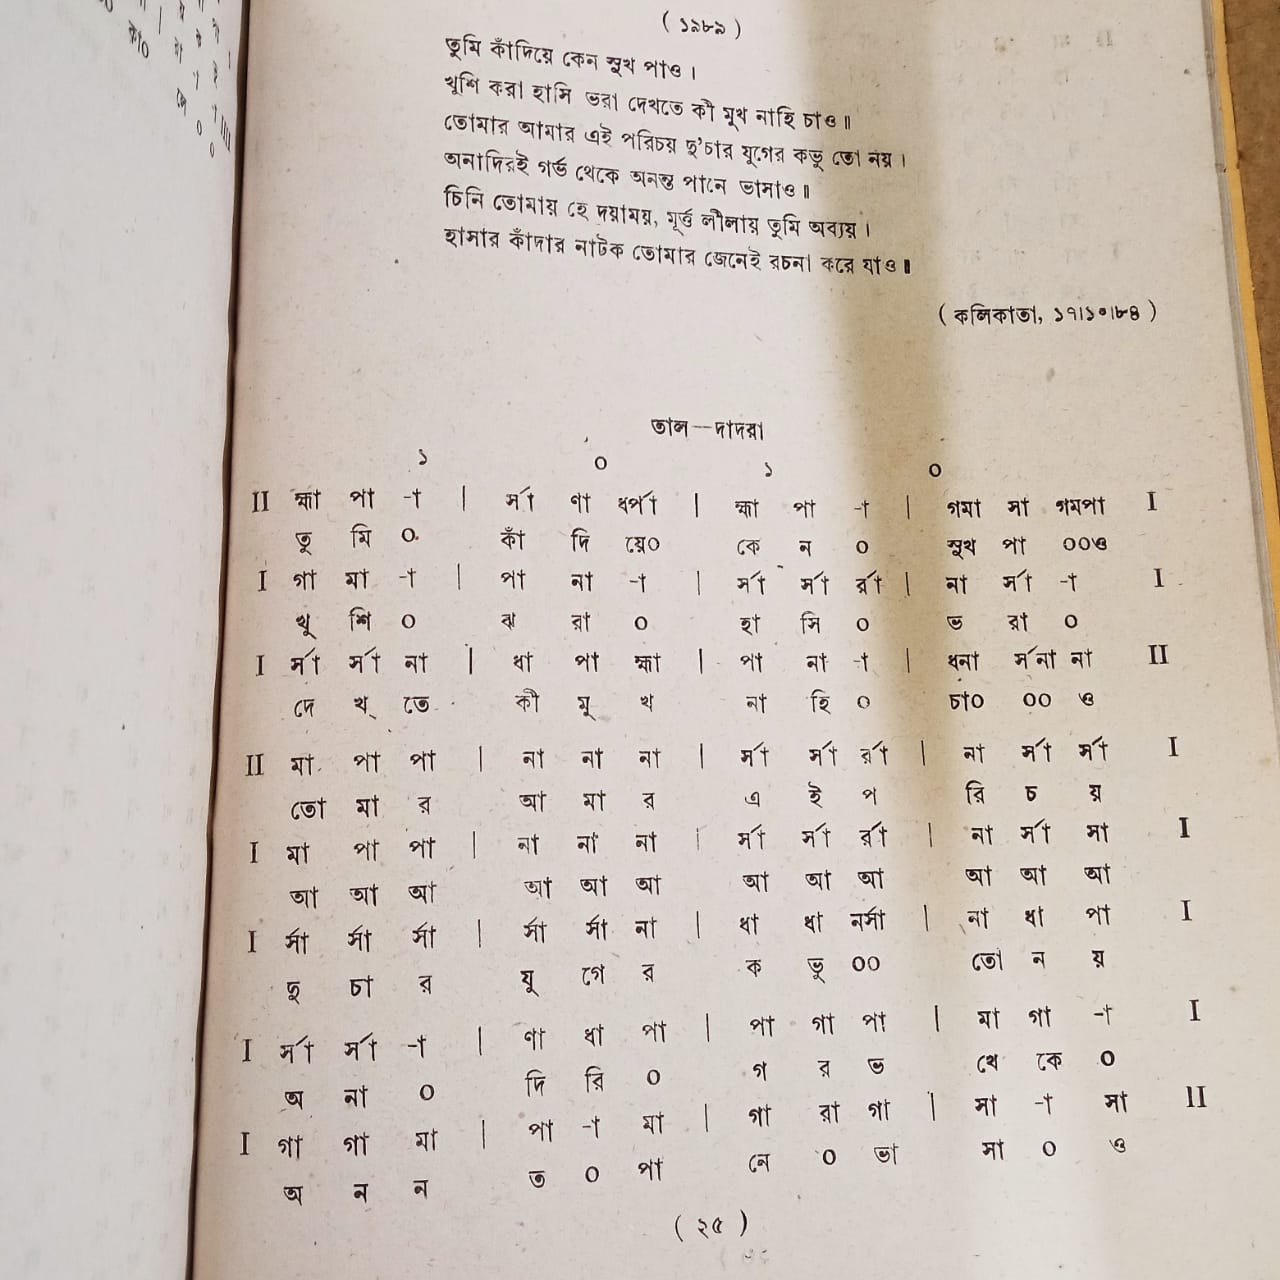 (১৯৮৯)
তুমি কাঁদিয়ে কেন সুখ পাও ।
খুশি করা হাসি ভরা দেখতে কী মুখ নাহি চাও ॥
তোমার আমার এই পরিচয় দু'চার যুগের কভু তো নয় ।
অনাদিরই গর্ভ থেকে অনন্ত পানে ভাসাও ॥
চিনি তোমায় হে দয়াময়, মূর্ত্ত লীলায় তুমি অব্যয় ।
হাসার কাঁদার নাটক তোমার জেনেই রচনা করে যাও ॥
( কলিকাতা, ১৭।১০।৮৪ )
তাল—দাদরা
১ ০ ১ ০
II হ্মা পা -া | র্সা ণা ধর্পা | হ্মা পা -া | গমা মা গমপা I
তু মি ০ কাঁ দি য়ে০ কে ন ০ সুখ পা ০০ও
I গা মা -া | পা না -া | র্সা র্সা র্রা | না র্সা -া I
খু শি ০ ঝ রা ০ হা সি ০ ভ রা ০
I র্সা র্সা না | ধা পা হ্মা | পা না -া | ধনা র্সনা না II
দে খ্ তে কী মু খ না হি ০ চা০ ০০ ও
II মা পা পা | না না না | র্সা র্সা র্রা | না র্সা র্সা I
তো মা র আ মা র এ ই প রি চ য়
I মা পা পা | না না না | র্সা র্সা র্রা | না র্সা সা I
আ আ আ আ আ আ আ আ আ আ আ আ
I র্সা র্সা র্সা | র্সা র্সা না | ধা ধা নর্সা | না ধা পা I
দু চা র যু গে র ক ভু ০০ তো ন য়
I র্সা র্সা -া | ণা ধা পা | পা গা পা | মা গা -া I
অ না ০ দি রি ০ গ র ভ থে কে ০
I গা গা মা | পা -া মা | গা রা গা | সা -া সা II
অ ন ন ত ০ পা নে ০ ভা সা ০ ও
( ২৫ )